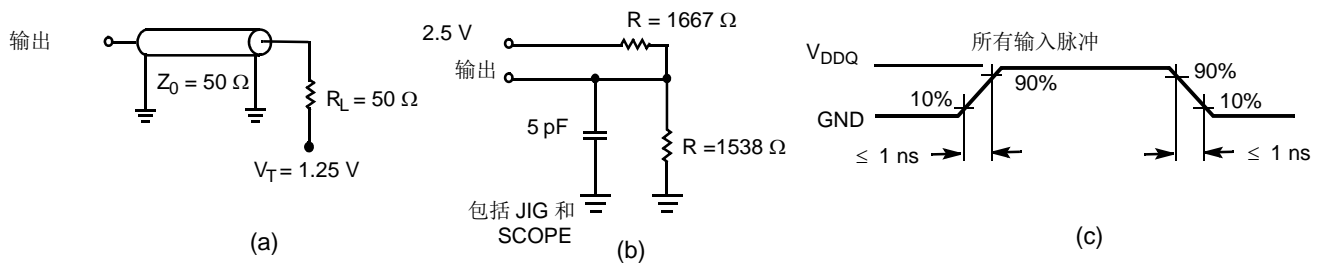 输出
Z0 = 50 Ω
RL = 50 Ω
VT = 1.25 V
(a)
R = 1667 Ω
2.5 V
输出
5 pF
R =1538 Ω
包括 JIG 和
SCOPE
(b)
所有输入脉冲
VDDQ
GND
10%
90%
90%
10%
≤ 1 ns
≤ 1 ns
(c)